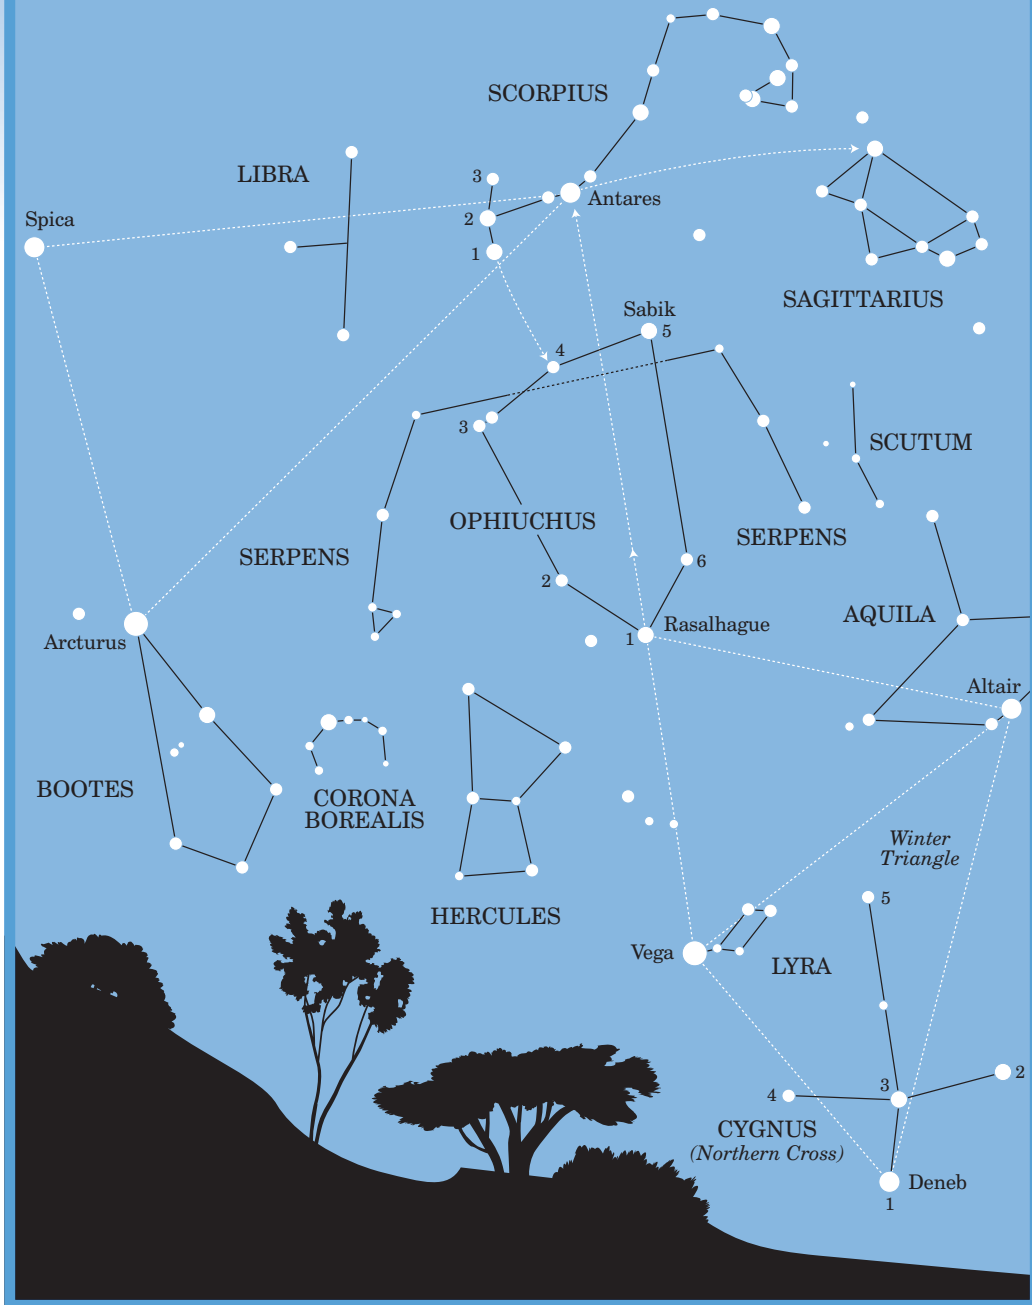 SCORPIUS
LIBRA
3
Antares
Spica
2
1
SAGITTARIUS
Sabik
5
4
3
SCUTUM
OPHIUCHUS
SERPENS
SERPENS
6
2
AQUILA
Rasalhague
1
Arcturus
Altair
BOOTES
CORONA
BOREALIS
Winter
Triangle
5
HERCULES
Vega
LYRA
2
3
4
CYGNUS
(Northern Cross)
Deneb
1